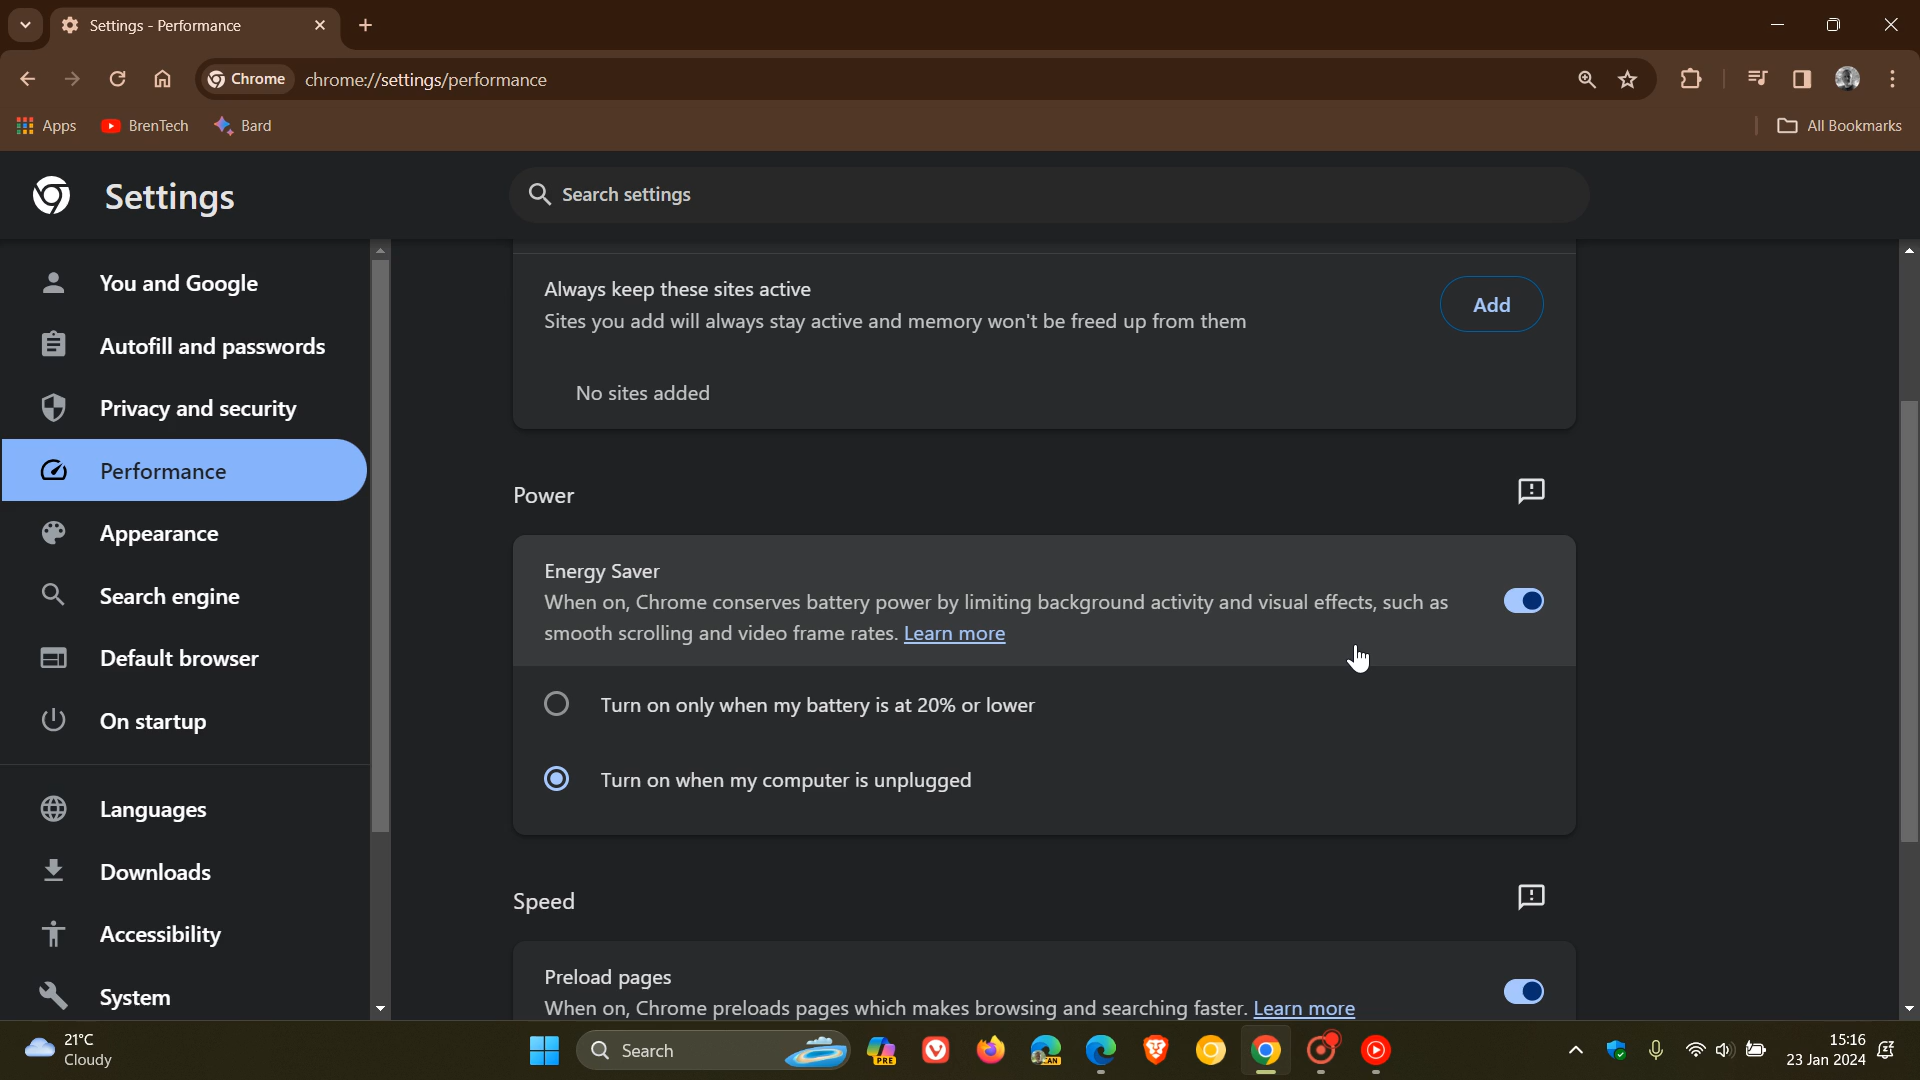 Settings - Performance
Chrome
chrome://settings/performance
Apps
BrenTech
Bard
All Bookmarks
Settings
Search settings
You and Google
Autofill and passwords
Privacy and security
Performance
Appearance
Search engine
Default browser
On startup
Languages
Downloads
Accessibility
System
Always keep these sites active
Sites you add will always stay active and memory won't be freed up from them
Add
No sites added
Power
Energy Saver
When on, Chrome conserves battery power by limiting background activity and visual effects, such as
smooth scrolling and video frame rates. Learn more
Turn on only when my battery is at 20% or lower
Turn on when my computer is unplugged
Speed
Preload pages
When on, Chrome preloads pages which makes browsing and searching faster. Learn more
21°C
Cloudy
Search
PRE
CAN
15:16
23 Jan 2024